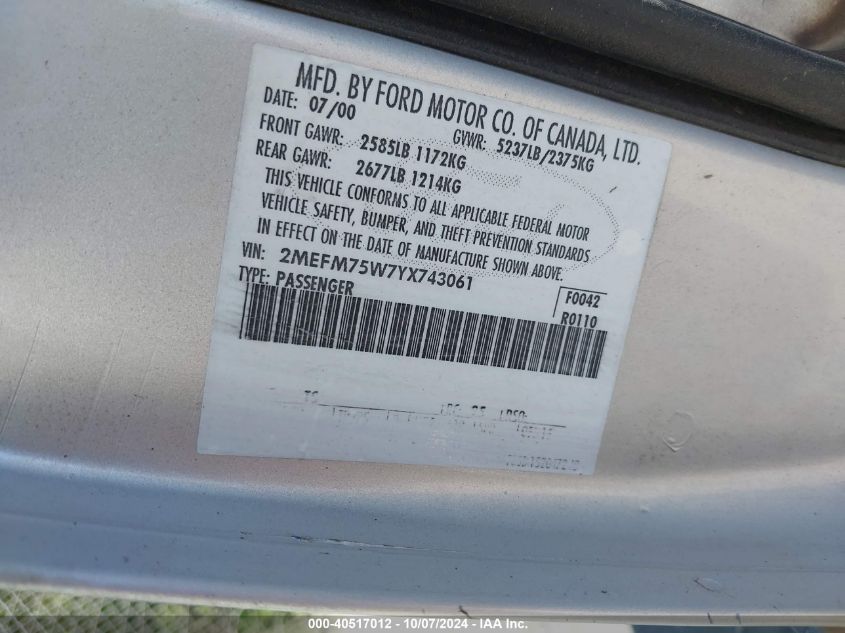 MFD. BY FORD MOTOR CO. OF CANADA, LTD.
DATE: 07/00 GVWR: 5237LB/2375KG
FRONT GAWR: 2585LB 1172KG
REAR GAWR: 2677LB 1214KG
THIS VEHICLE CONFORMS TO ALL APPLICABLE FEDERAL MOTOR
VEHICLE SAFETY, BUMPER, AND THEFT PREVENTION STANDARDS
IN EFFECT ON THE DATE OF MANUFACTURE SHOWN ABOVE.
VIN: 2MEFM75W7YX743061
TYPE: PASSENGER
F0042
R0110
TS
000-40517012 - 10/07/2024 - IAA Inc.